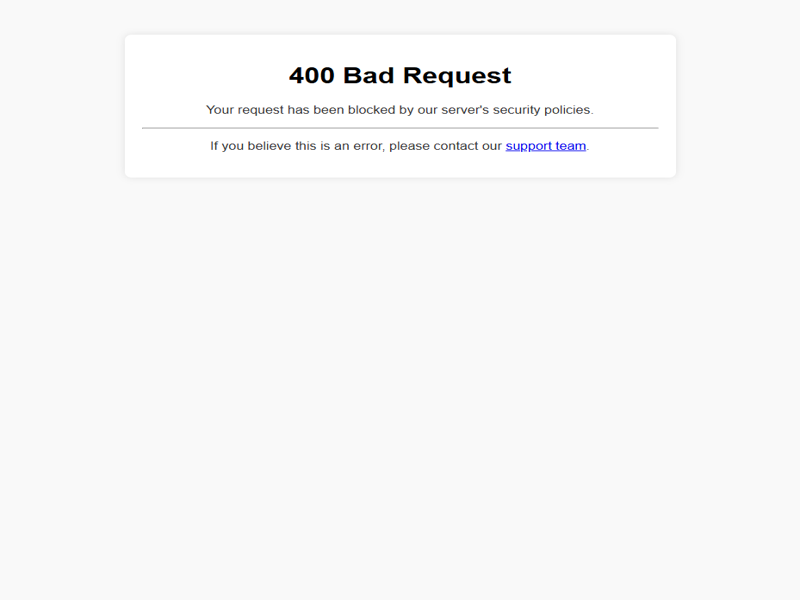 400 Bad Request
Your request has been blocked by our server's security policies.
If you believe this is an error, please contact our support team.